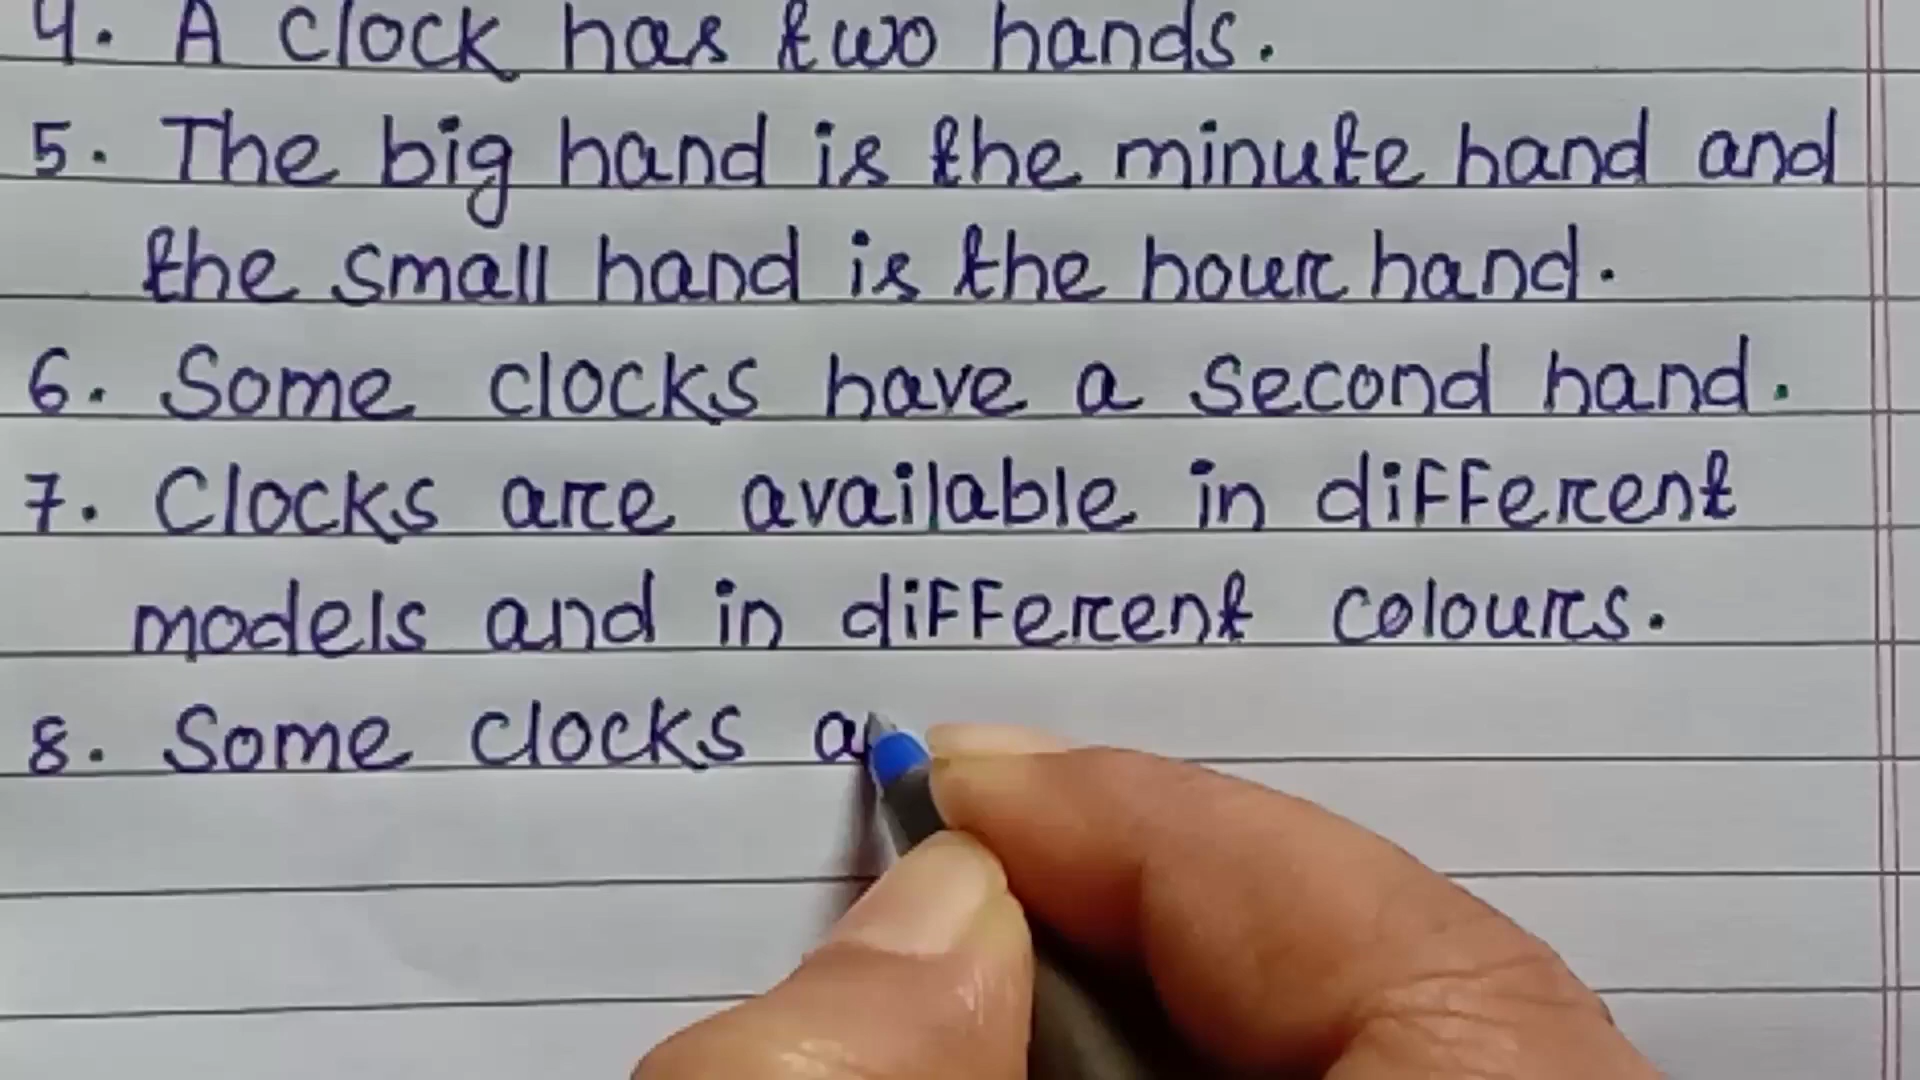 4. A clock has two hands.
5. The big hand is the minute hand and
the small hand is the hour hand.
6. Some clocks have a second hand.
7. Clocks are available in different
models and in different colours.
8. Some clocks a